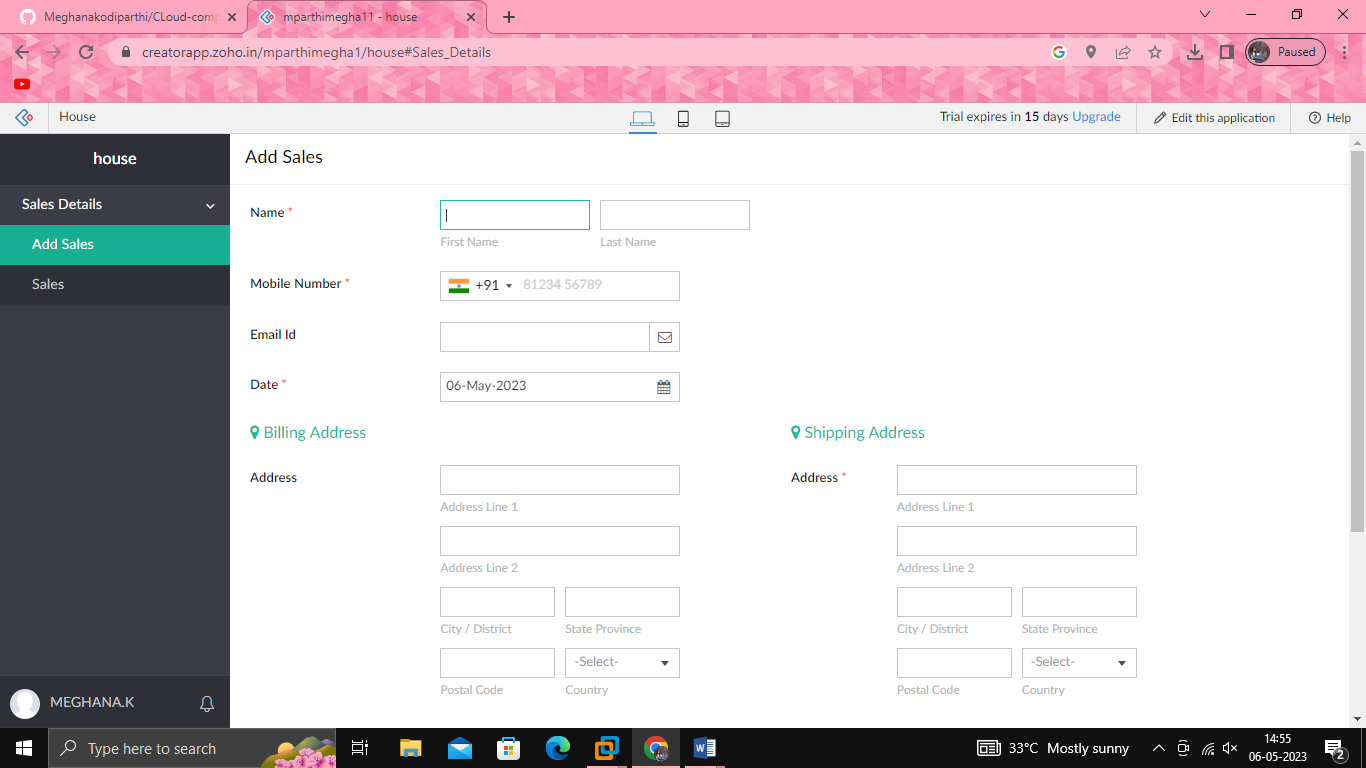 Meghanakodiparthi/CLoud-comp
mparthimegha11 - house
creatorapp.zoho.in/mparthimegha1/house#Sales_Details
Paused
House
Trial expires in 15 days Upgrade
Edit this application
Help
house
Sales Details
Add Sales
Sales
MEGHANA.K
Add Sales
Name *
First Name
Last Name
Mobile Number *
+91
81234 56789
Email Id
Date *
06-May-2023
Billing Address
Address
Address Line 1
Address Line 2
City / District
State Province
Postal Code
-Select-
Country
Shipping Address
Address *
Address Line 1
Address Line 2
City / District
State Province
Postal Code
-Select-
Country
Type here to search
33°C Mostly sunny
14:55
06-05-2023
2